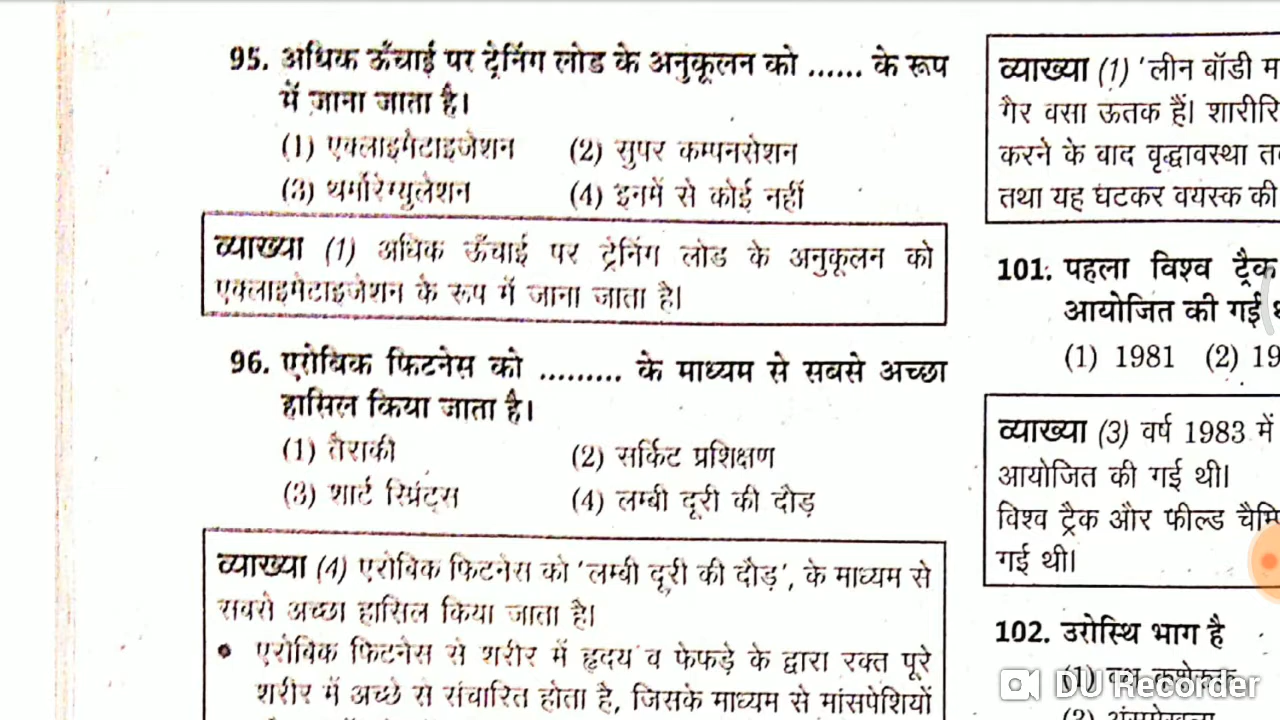 95. अधिक ऊँचाई पर ट्रेनिंग लोड के अनुकूलन को ...... के रूप
में जाना जाता है।
(1) एक्लाइमेटाइजेशन (2) सुपर कम्पनसेशन
(3) थर्मोरेग्युलेशन (4) इनमें से कोई नहीं
व्याख्या (1) अधिक ऊँचाई पर ट्रेनिंग लोड के अनुकूलन को
एक्लाइमेटाइजेशन के रूप में जाना जाता है।
96. एरोबिक फिटनेस को ......... के माध्यम से सबसे अच्छा
हासिल किया जाता है।
(1) तैराकी (2) सर्किट प्रशिक्षण
(3) शार्ट स्प्रिंट्स (4) लम्बी दूरी की दौड़
व्याख्या (4) एरोबिक फिटनेस को 'लम्बी दूरी की दौड़', के माध्यम से
सबसे अच्छा हासिल किया जाता है।
• एरोबिक फिटनेस से शरीर में हृदय व फेफड़े के द्वारा रक्त पूरे
शरीर में अच्छे से संचारित होता है, जिसके माध्यम से मांसपेशियों
व्याख्या (1) 'लीन बॉडी म
गैर वसा ऊतक हैं। शारीरि
करने के बाद वृद्धावस्था त
तथा यह घटकर वयस्क की
101. पहला विश्व ट्रैक
आयोजित की गई
(1) 1981 (2) 19
व्याख्या (3) वर्ष 1983 में
आयोजित की गई थी।
विश्व ट्रैक और फील्ड चैम्पि
गई थी।
102. उरोस्थि भाग है
(1)
DU Recorder